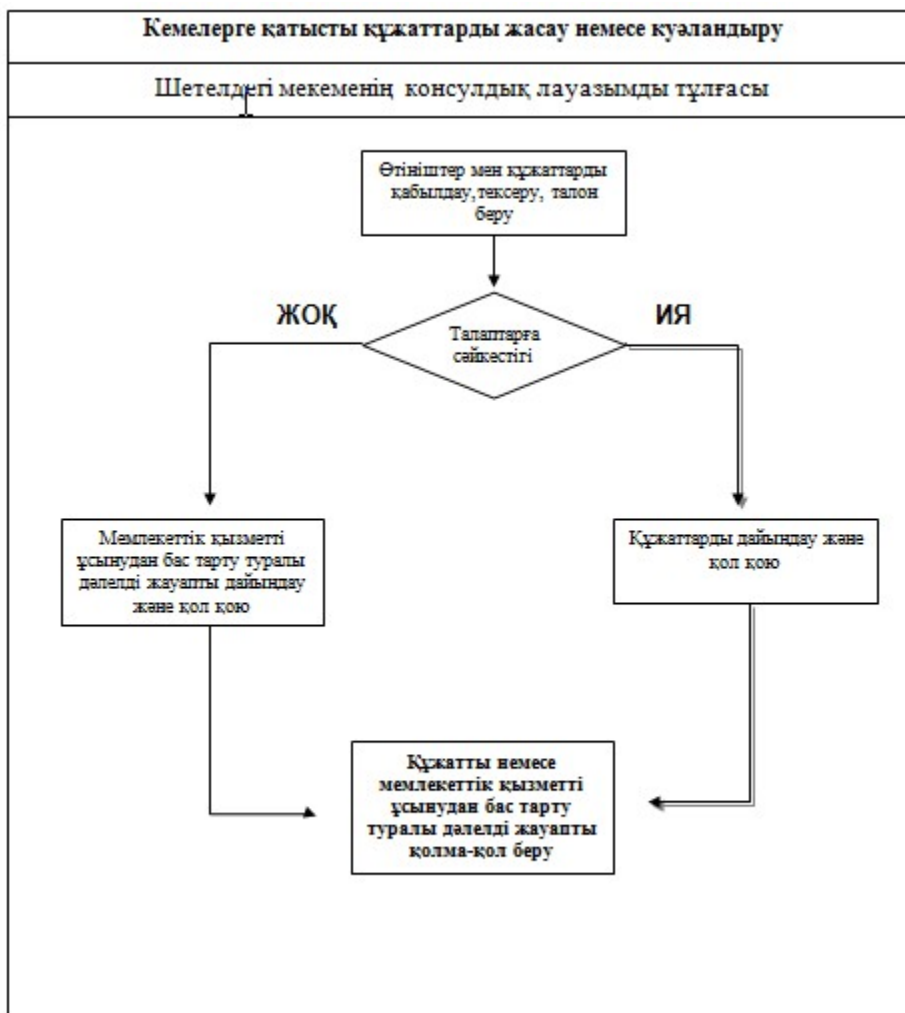 Кемелерге қатысты құжаттарды жасау немесе куәландыру
Шетелдегі мекеменің консулдық лауазымды тұлғасы
Өтініштер мен құжаттарды
қабылдау,тексеру, талон
беру
ЖОҚ
ИЯ
Талаптарға
сәйкестігі
Мемлекеттік қызметті
ұсынудан бас тарту туралы
дәлелді жауапты дайындау
және қол қою
Құжаттарды дайындау және
қол қою
Құжатты немесе
мемлекеттік қызметті
ұсынудан бас тарту
туралы дәлелді жауапты
қолма-қол беру